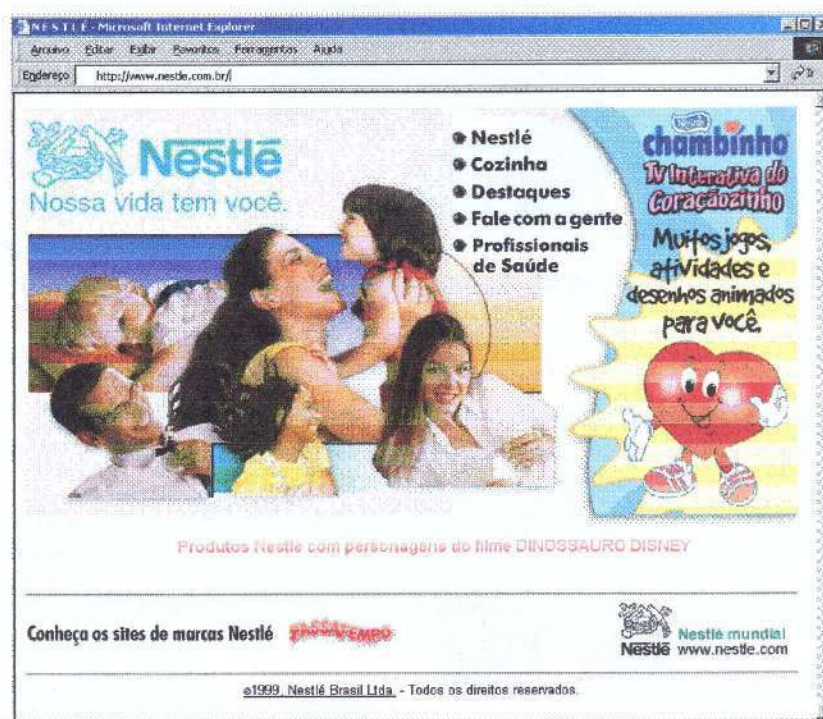 NESTLÉ - Microsoft Internet Explorer
Arquivo Editar Exibir Favoritos Ferramentas Ajuda
Endereço http://www.nestle.com.br/
Nestlé
Nossa vida tem você.
Nestlé
Cozinha
Destaques
Fale com a gente
Profissionais
de Saúde
chambinho
Tv Interativa do
Coraçãozinho
Muitos jogos,
atividades e
desenhos animados
para você.
Produtos Nestlé com personagens do filme DINOSSAURO DISNEY
Conheça os sites de marcas Nestlé PASSATEMPO
Nestlé mundial
Nestlé www.nestle.com
©1999, Nestlé Brasil Ltda. - Todos os direitos reservados.